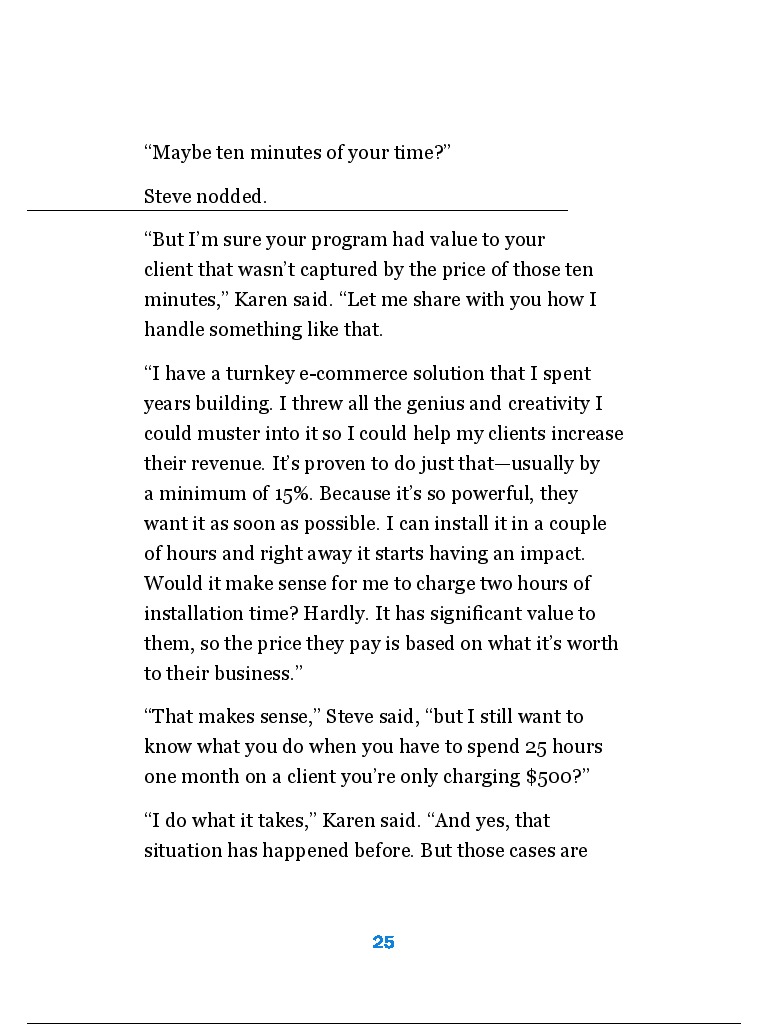 “Maybe ten minutes of your time?”
Steve nodded.
“But I’m sure your program had value to your
client that wasn’t captured by the price of those ten
minutes,” Karen said. “Let me share with you how I
handle something like that.
“I have a turnkey e-commerce solution that I spent
years building. I threw all the genius and creativity I
could muster into it so I could help my clients increase
their revenue. It’s proven to do just that—usually by
a minimum of 15%. Because it’s so powerful, they
want it as soon as possible. I can install it in a couple
of hours and right away it starts having an impact.
Would it make sense for me to charge two hours of
installation time? Hardly. It has significant value to
them, so the price they pay is based on what it’s worth
to their business.”
“That makes sense,” Steve said, “but I still want to
know what you do when you have to spend 25 hours
one month on a client you’re only charging $500?”
“I do what it takes,” Karen said. “And yes, that
situation has happened before. But those cases are
25